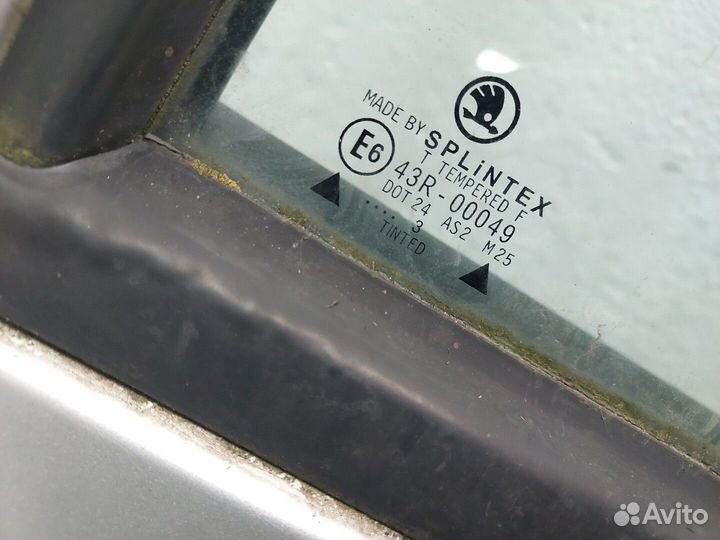 MADE BY
SPLiNTEX
T TEMPERED F
E6
43R-00049
DOT 24 AS2 M25
.... 3
TINTED
Avito